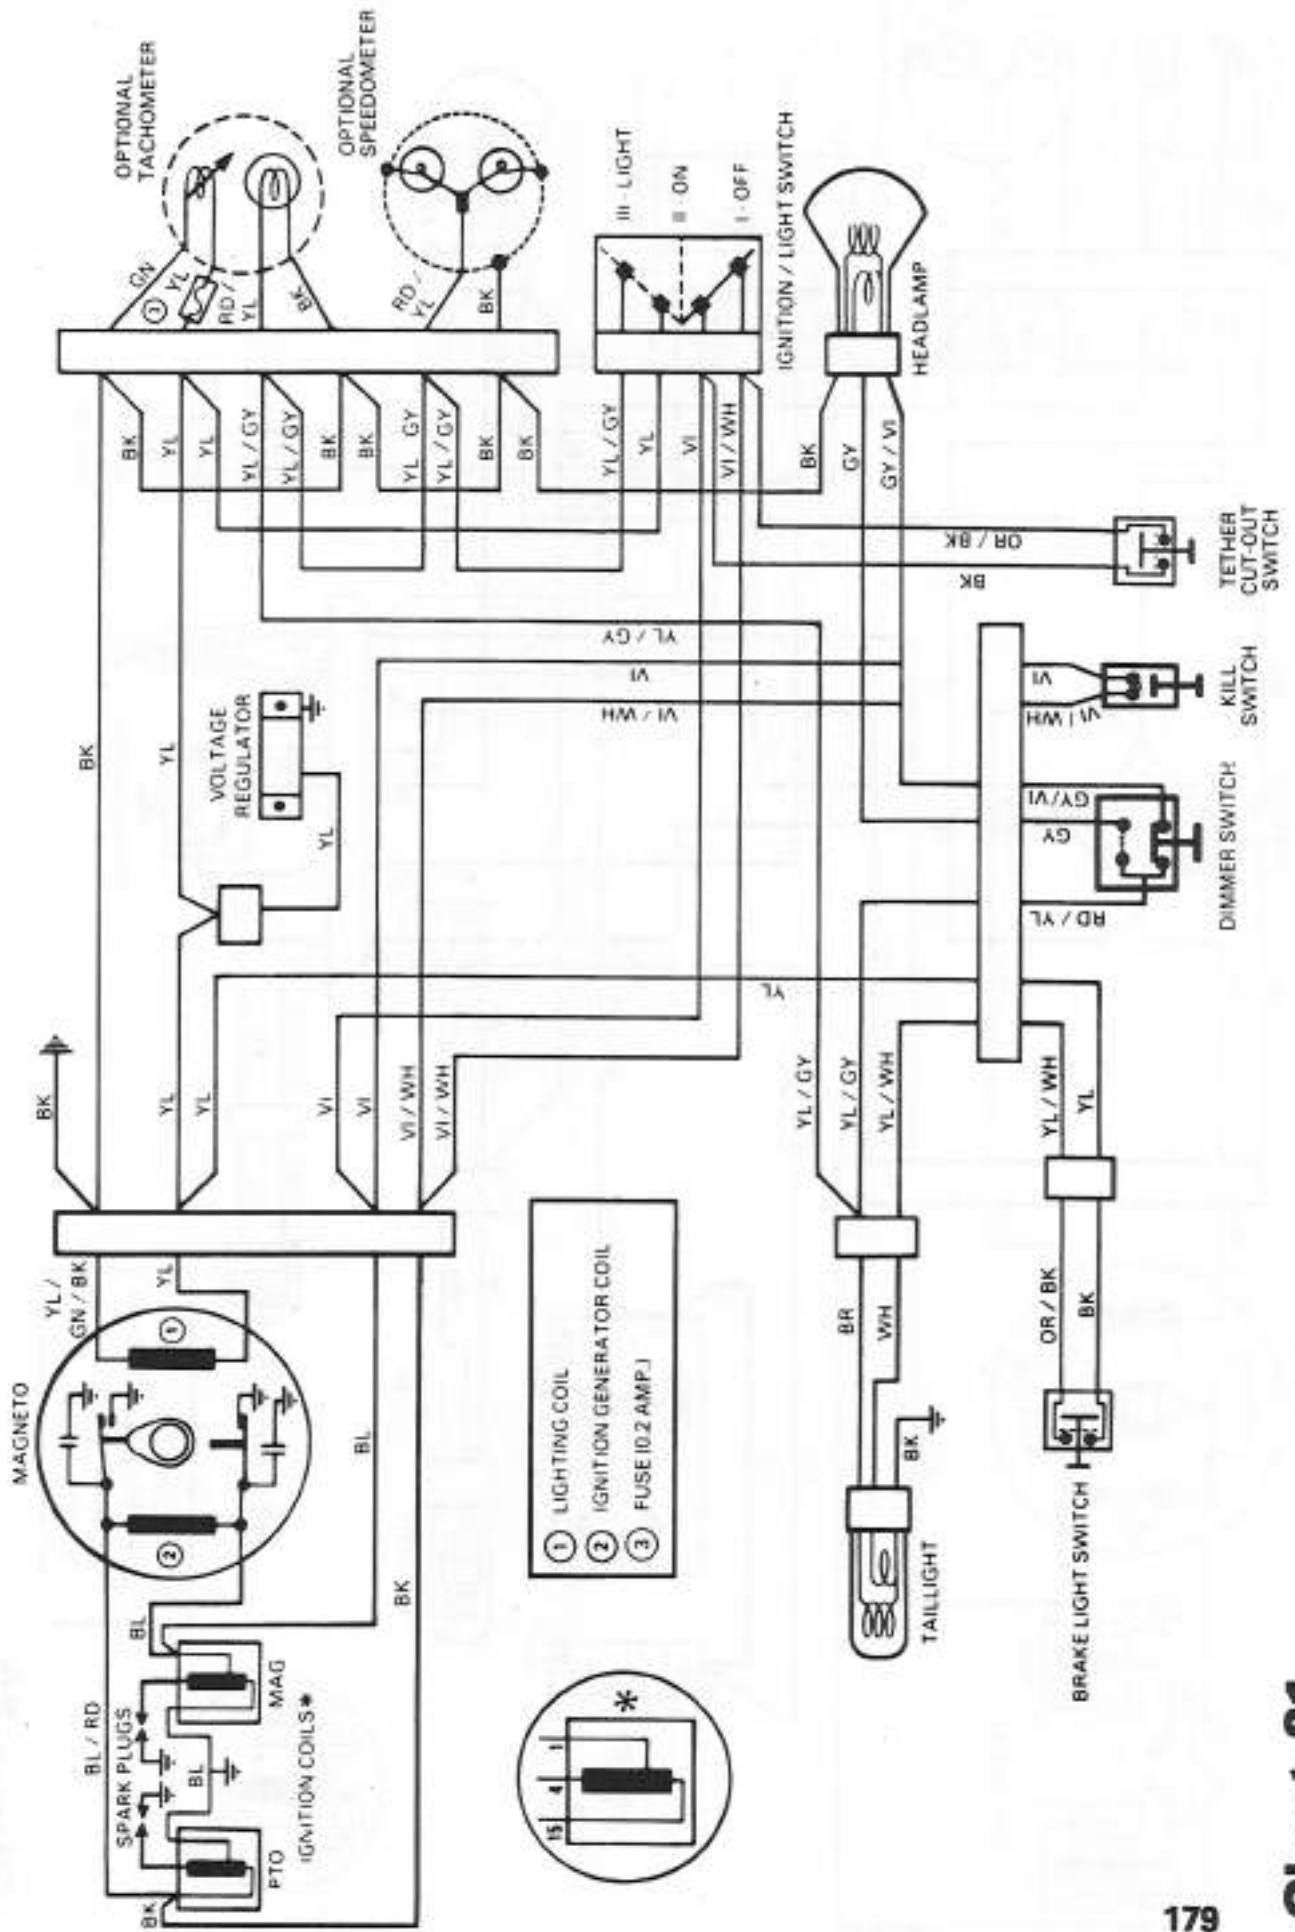 MAGNETO
YL /
GN / BK
YL
1
2
BL / RD
BL
SPARK PLUGS
BL
MAG
PTO
BK
IGNITION COILS*
BL
BK
BK
YL
YL
VI
VI
VI / WH
VI / WH
BK
YL
VOLTAGE
REGULATOR
YL
YL
VI / WH
VI
YL / GY
BK
YL
YL
YL / GY
YL / GY
BK
BK
YL GY
YL / GY
BK
BK
YL / GY
YL
VI
VI / WH
BK
GY
GY / VI
OPTIONAL
TACHOMETER
GN
3
YL
RD /
YL
BK
OPTIONAL
SPEEDOMETER
RD /
YL
BK
III - LIGHT
II - ON
I - OFF
IGNITION / LIGHT SWITCH
HEADLAMP
OR / BK
BK
TETHER
CUT-OUT
SWITCH
VI
VI / WH
KILL
SWITCH
GY/VI
GY
RD / YL
DIMMER SWITCH
YL / GY
YL / GY
YL / WH
YL / WH
YL
BR
WH
BK
TAILLIGHT
OR / BK
BK
BRAKE LIGHT SWITCH
1 LIGHTING COIL
2 IGNITION GENERATOR COIL
3 FUSE (0.2 AMP.)
*
1
4
15
179